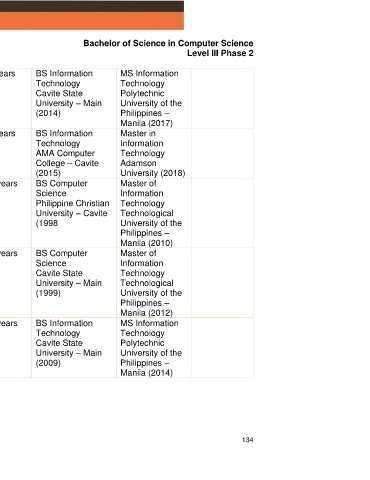 Bachelor of Science in Computer Science
Level III Phase 2
ears
BS Information
Technology
Cavite State
University – Main
(2014)
MS Information
Technology
Polytechnic
University of the
Philippines –
Manila (2017)
ears
BS Information
Technology
AMA Computer
College – Cavite
(2015)
Master in
Information
Technology
Adamson
University (2018)
years
BS Computer
Science
Philippine Christian
University – Cavite
(1998
Master of
Information
Technology
Technological
University of the
Philippines –
Manila (2010)
years
BS Computer
Science
Cavite State
University – Main
(1999)
Master of
Information
Technology
Technological
University of the
Philippines –
Manila (2012)
years
BS Information
Technology
Cavite State
University – Main
(2009)
MS Information
Technology
Polytechnic
University of the
Philippines –
Manila (2014)
134